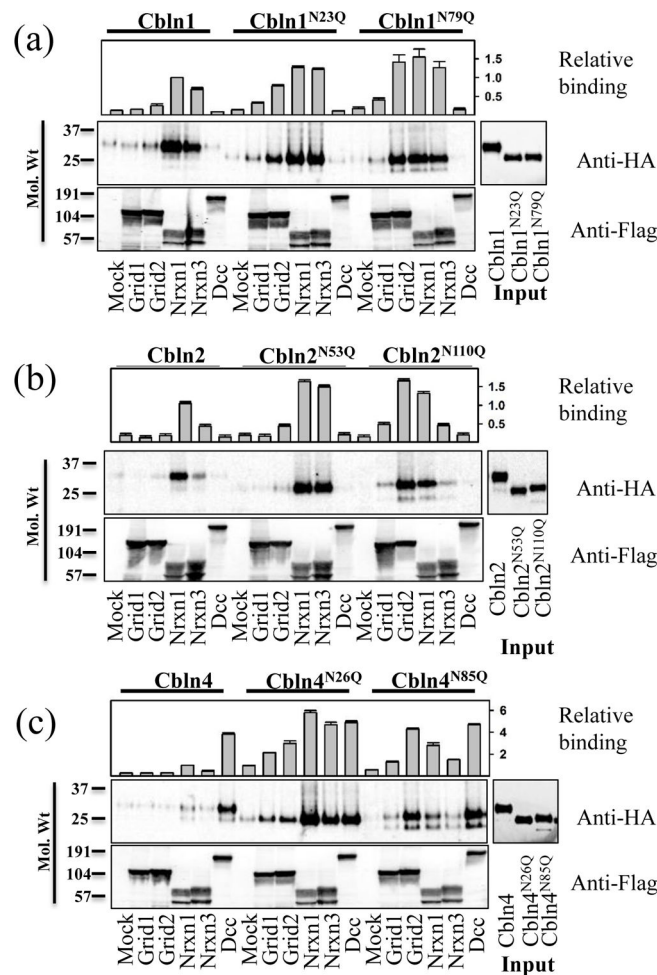 (a)
Cbln1 Cbln1N23Q Cbln1N79Q
1.5
1.0
0.5
Relative binding
Mol. Wt
37
25
Anti-HA
191
104
57
Anti-Flag
Mock Grid1 Grid2 Nrxn1 Nrxn3 Dcc Mock Grid1 Grid2 Nrxn1 Nrxn3 Dcc Mock Grid1 Grid2 Nrxn1 Nrxn3 Dcc
Cbln1 Cbln1N23Q Cbln1N79Q
Input
(b)
Cbln2 Cbln2N53Q Cbln2N110Q
1.5
1.0
0.5
Relative binding
Mol. Wt
37
25
Anti-HA
191
104
57
Anti-Flag
Mock Grid1 Grid2 Nrxn1 Nrxn3 Dcc Mock Grid1 Grid2 Nrxn1 Nrxn3 Dcc Mock Grid1 Grid2 Nrxn1 Nrxn3 Dcc
Cbln2 Cbln2N53Q Cbln2N110Q
Input
(c)
Cbln4 Cbln4N26Q Cbln4N85Q
6
4
2
Relative binding
Mol. Wt
37
25
Anti-HA
191
104
57
Anti-Flag
Mock Grid1 Grid2 Nrxn1 Nrxn3 Dcc Mock Grid1 Grid2 Nrxn1 Nrxn3 Dcc Mock Grid1 Grid2 Nrxn1 Nrxn3 Dcc
Cbln4 Cbln4N26Q Cbln4N85Q
Input